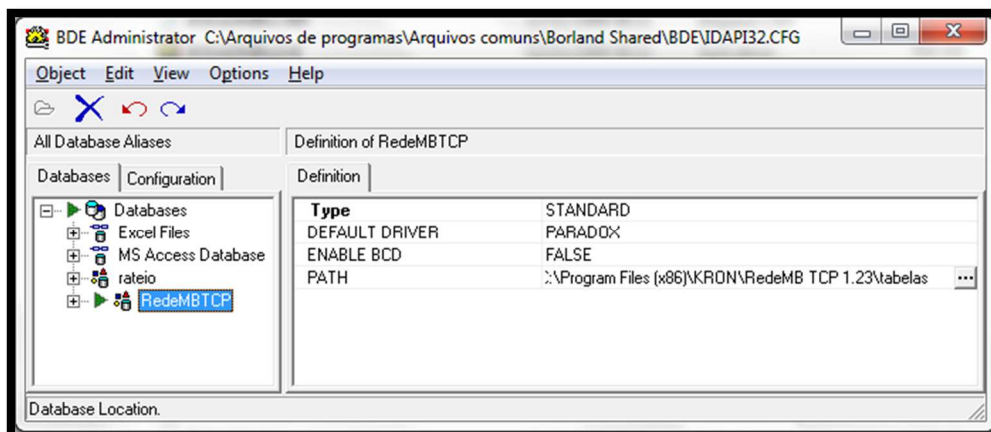 BDE Administrator C:\Arquivos de programas\Arquivos comuns\Borland Shared\BDE\IDAPI32.CFG
Object Edit View Options Help
All Database Aliases
Definition of RedeMBTCP
Databases Configuration
Definition
Databases
Excel Files
MS Access Database
rateio
RedeMBTCP
Type STANDARD
DEFAULT DRIVER PARADOX
ENABLE BCD FALSE
PATH :\Program Files (x86)\KRON\RedeMB TCP 1.23\tabelas ...
Database Location.